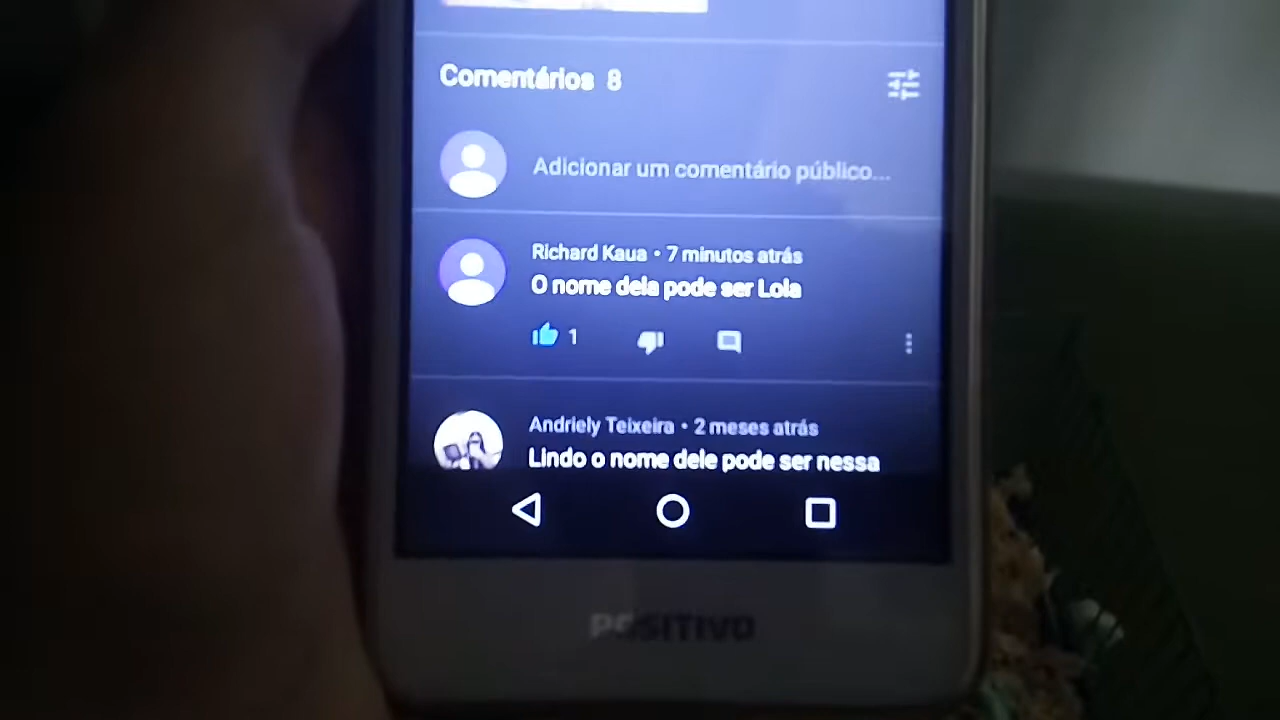 Comentários 8
Adicionar um comentário público...
Richard Kaua • 7 minutos atrás
O nome dela pode ser Lola
1
Andriely Teixeira • 2 meses atrás
Lindo o nome dele pode ser nessa
POSITIVO